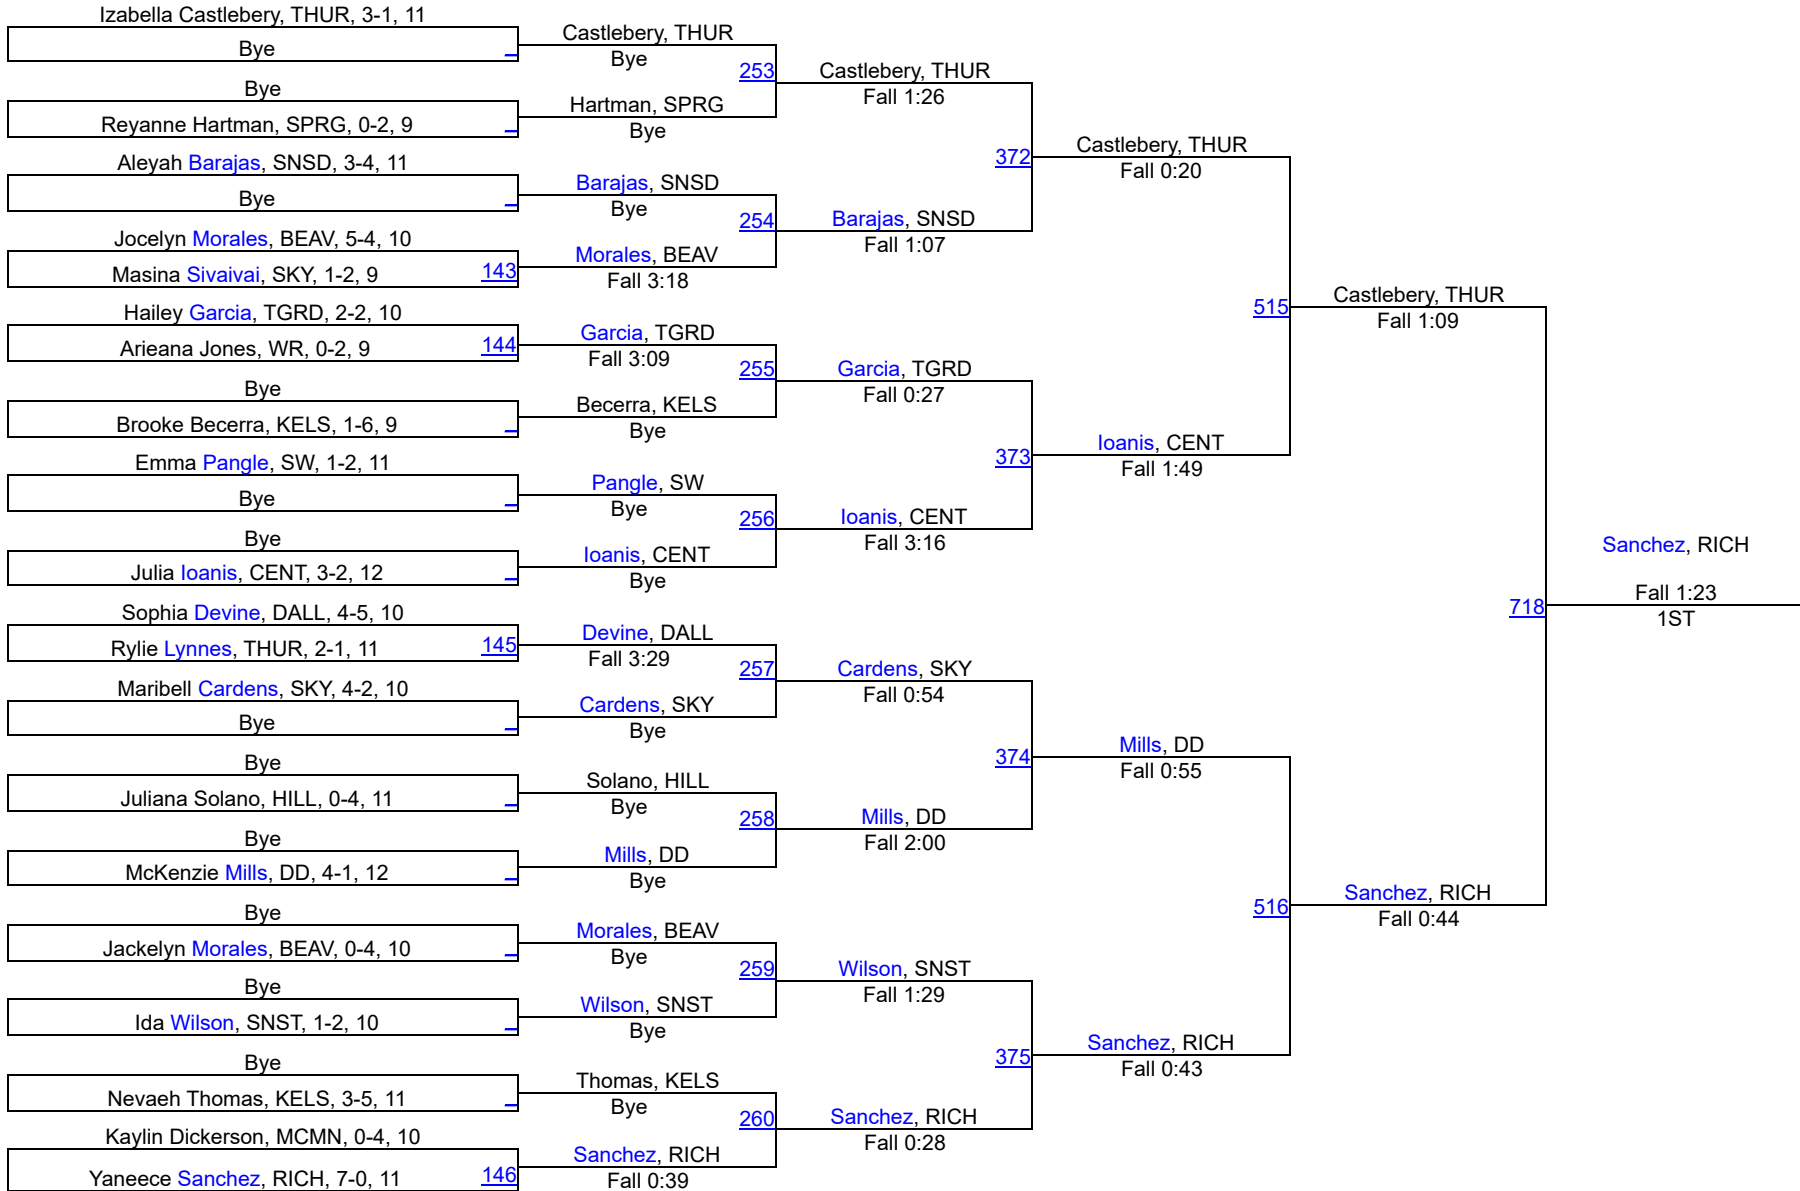 Izabella Castlebery, THUR, 3-1, 11
Bye
Bye
Reyanne Hartman, SPRG, 0-2, 9
Aleyah Barajas, SNSD, 3-4, 11
Bye
Jocelyn Morales, BEAV, 5-4, 10
Masina Sivaivai, SKY, 1-2, 9
143
Hailey Garcia, TGRD, 2-2, 10
Arieana Jones, WR, 0-2, 9
144
Bye
Brooke Becerra, KELS, 1-6, 9
Emma Pangle, SW, 1-2, 11
Bye
Bye
Julia Ioanis, CENT, 3-2, 12
Sophia Devine, DALL, 4-5, 10
Rylie Lynnes, THUR, 2-1, 11
145
Maribell Cardens, SKY, 4-2, 10
Bye
Bye
Juliana Solano, HILL, 0-4, 11
Bye
McKenzie Mills, DD, 4-1, 12
Bye
Jackelyn Morales, BEAV, 0-4, 10
Bye
Ida Wilson, SNST, 1-2, 10
Bye
Nevaeh Thomas, KELS, 3-5, 11
Kaylin Dickerson, MCMN, 0-4, 10
Yaneece Sanchez, RICH, 7-0, 11
146
Castlebery, THUR
Bye
253
Hartman, SPRG
Bye
Barajas, SNSD
Bye
254
Morales, BEAV
Fall 3:18
Garcia, TGRD
Fall 3:09
255
Becerra, KELS
Bye
Pangle, SW
Bye
256
Ioanis, CENT
Bye
Devine, DALL
Fall 3:29
257
Cardens, SKY
Bye
Solano, HILL
Bye
258
Mills, DD
Bye
Morales, BEAV
Bye
259
Wilson, SNST
Bye
Thomas, KELS
Bye
260
Sanchez, RICH
Fall 0:39
Castlebery, THUR
Fall 1:26
372
Barajas, SNSD
Fall 1:07
Garcia, TGRD
Fall 0:27
373
Ioanis, CENT
Fall 3:16
Cardens, SKY
Fall 0:54
374
Mills, DD
Fall 2:00
Wilson, SNST
Fall 1:29
375
Sanchez, RICH
Fall 0:28
Castlebery, THUR
Fall 0:20
515
Ioanis, CENT
Fall 1:49
Mills, DD
Fall 0:55
516
Sanchez, RICH
Fall 0:43
Castlebery, THUR
Fall 1:09
718
Sanchez, RICH
Fall 0:44
Sanchez, RICH
Fall 1:23
1ST